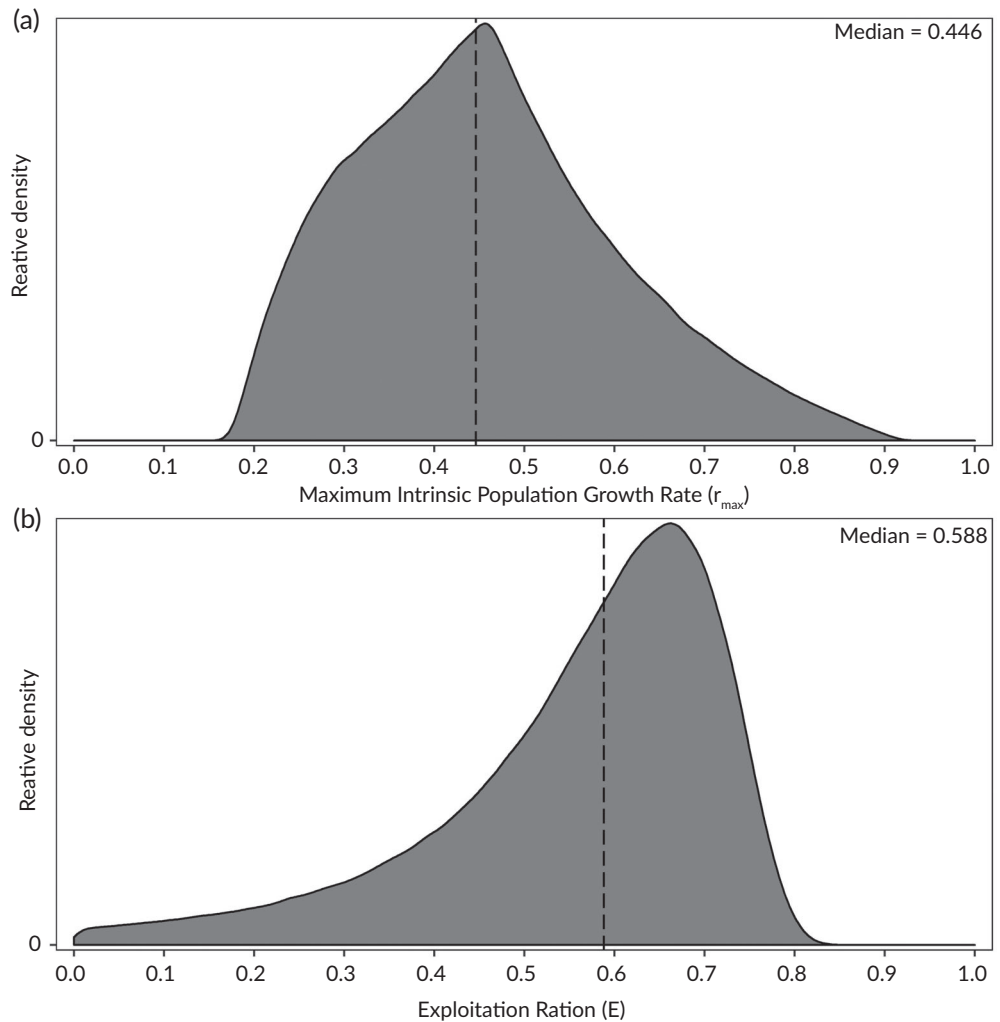 (a)
Median = 0.446
Reative density
0
0.0 0.1 0.2 0.3 0.4 0.5 0.6 0.7 0.8 0.9 1.0
Maximum Intrinsic Population Growth Rate (rmax)
(b)
Median = 0.588
Reative density
0
0.0 0.1 0.2 0.3 0.4 0.5 0.6 0.7 0.8 0.9 1.0
Exploitation Ration (E)